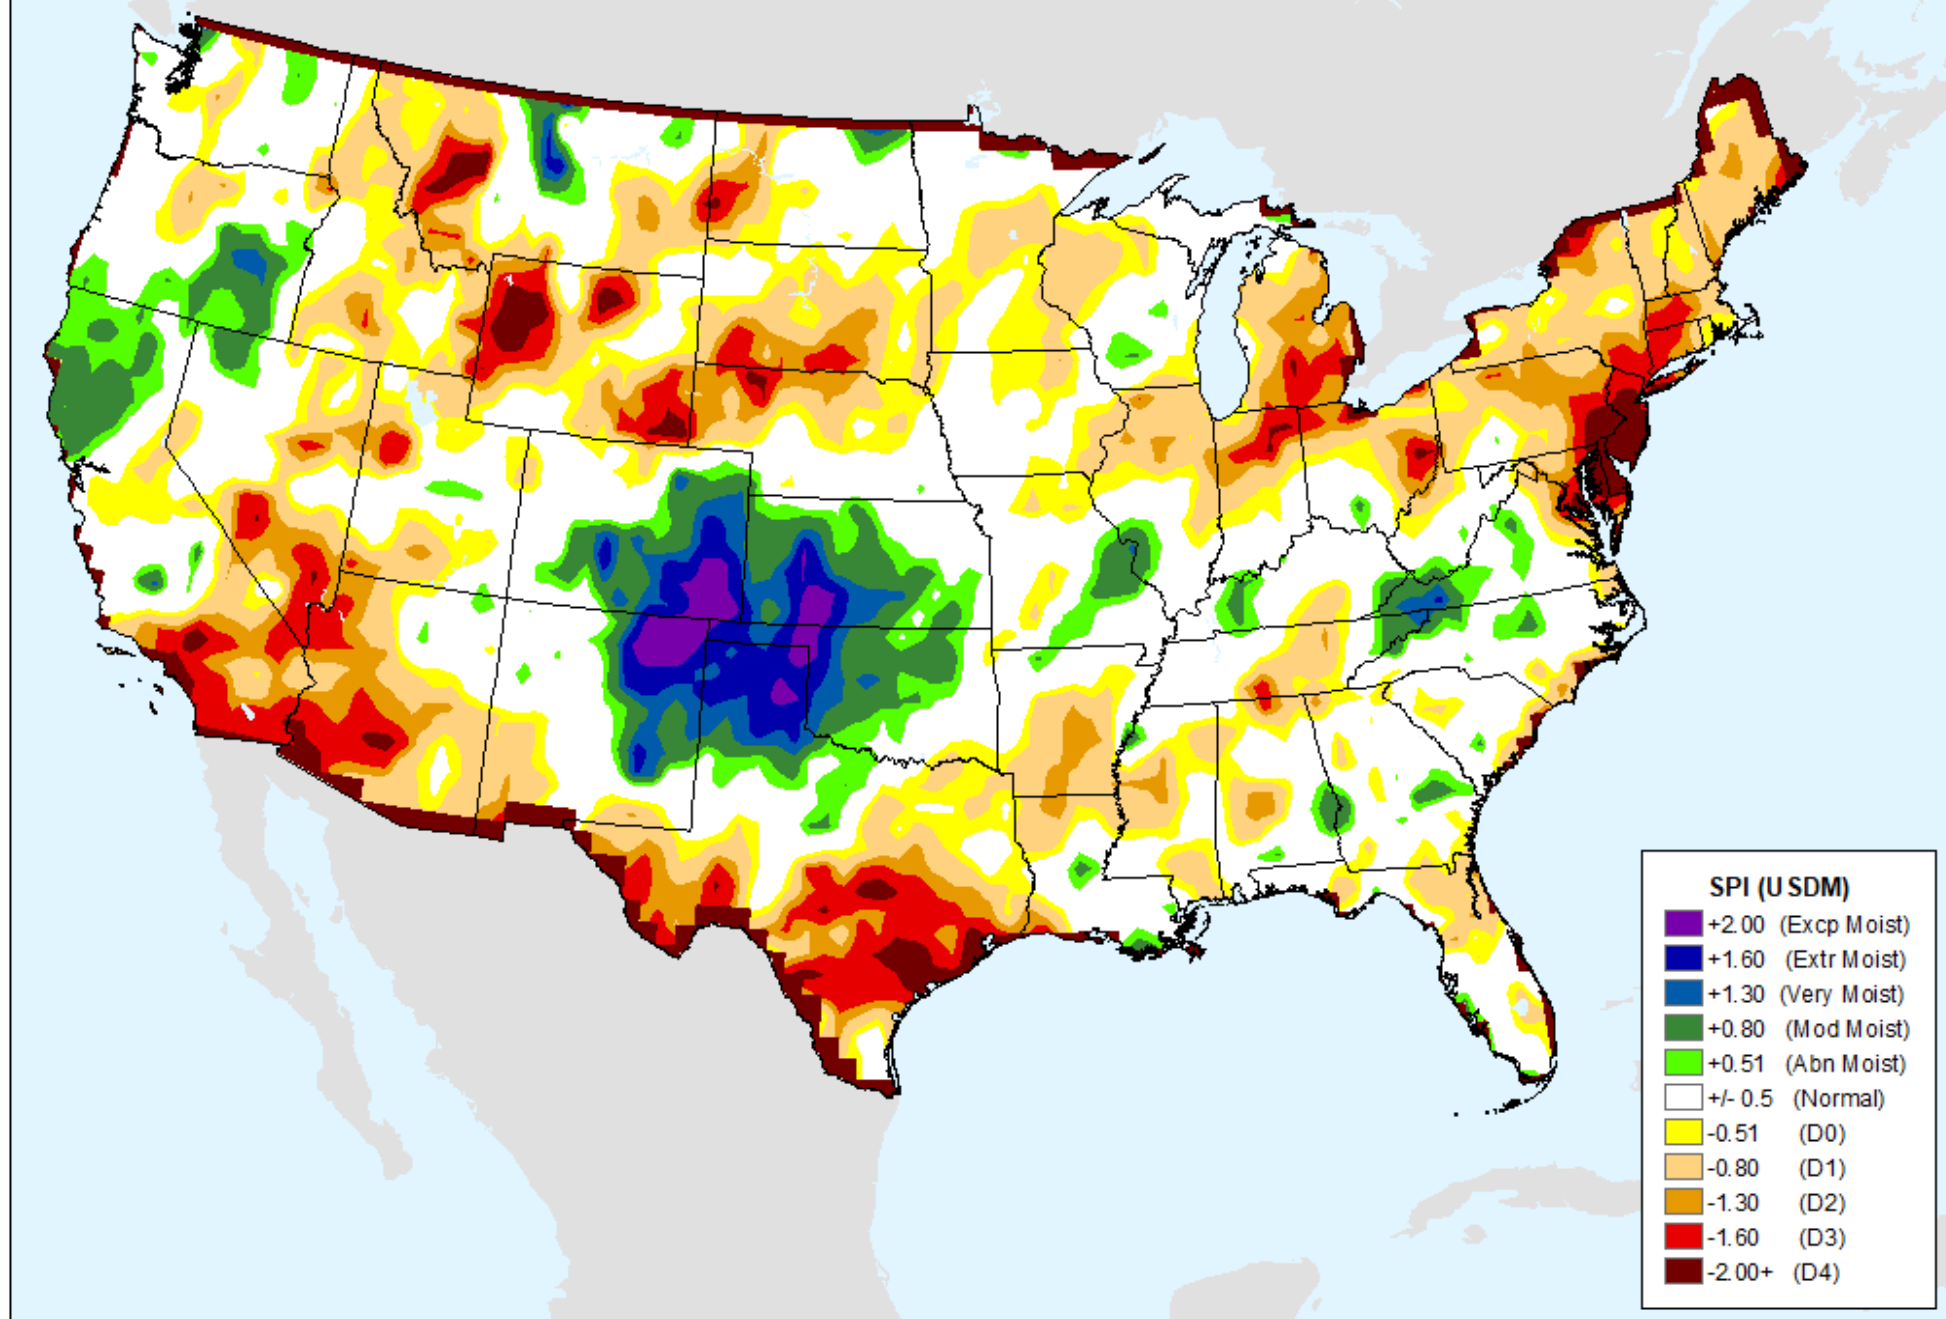 SPI (USDM)
+2.00 (Excp Moist)
+1.60 (Extr Moist)
+1.30 (Very Moist)
+0.80 (Mod Moist)
+0.51 (Abn Moist)
+/- 0.5 (Normal)
-0.51 (D0)
-0.80 (D1)
-1.30 (D2)
-1.60 (D3)
-2.00+ (D4)